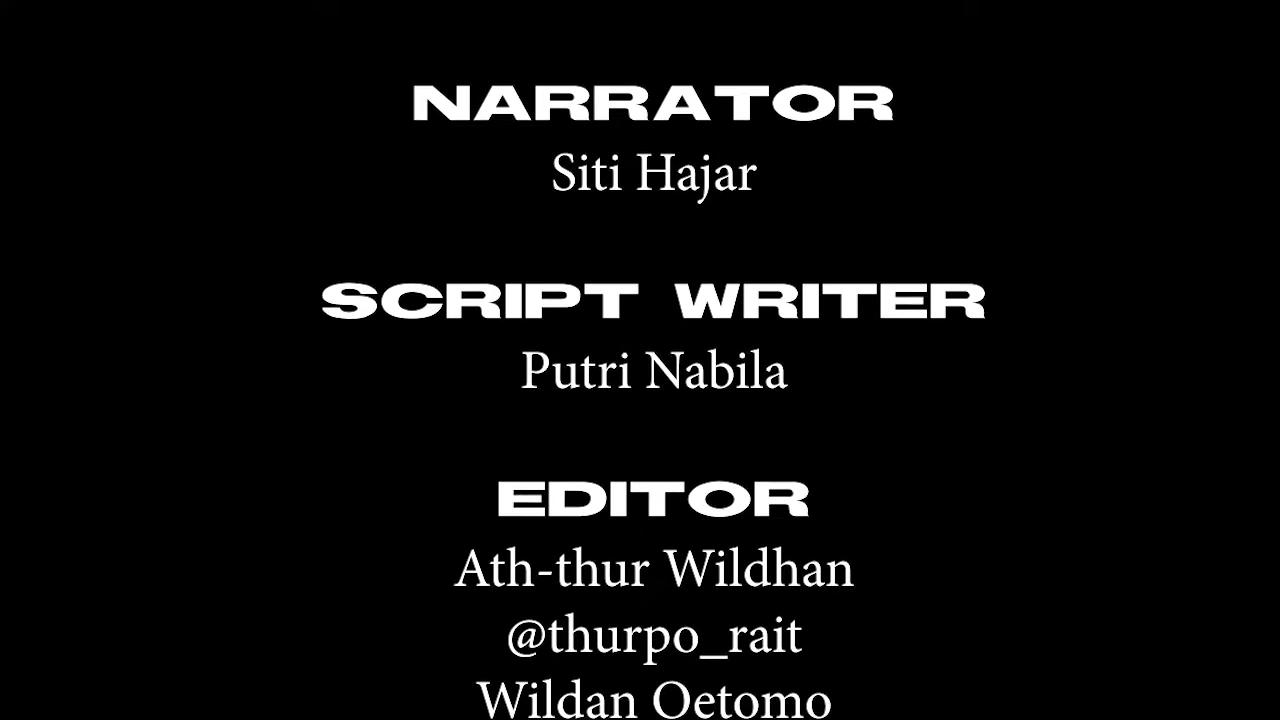 NARRATOR
Siti Hajar
SCRIPT WRITER
Putri Nabila
EDITOR
Ath-thur Wildhan
@thurpo_rait
Wildan Oetomo